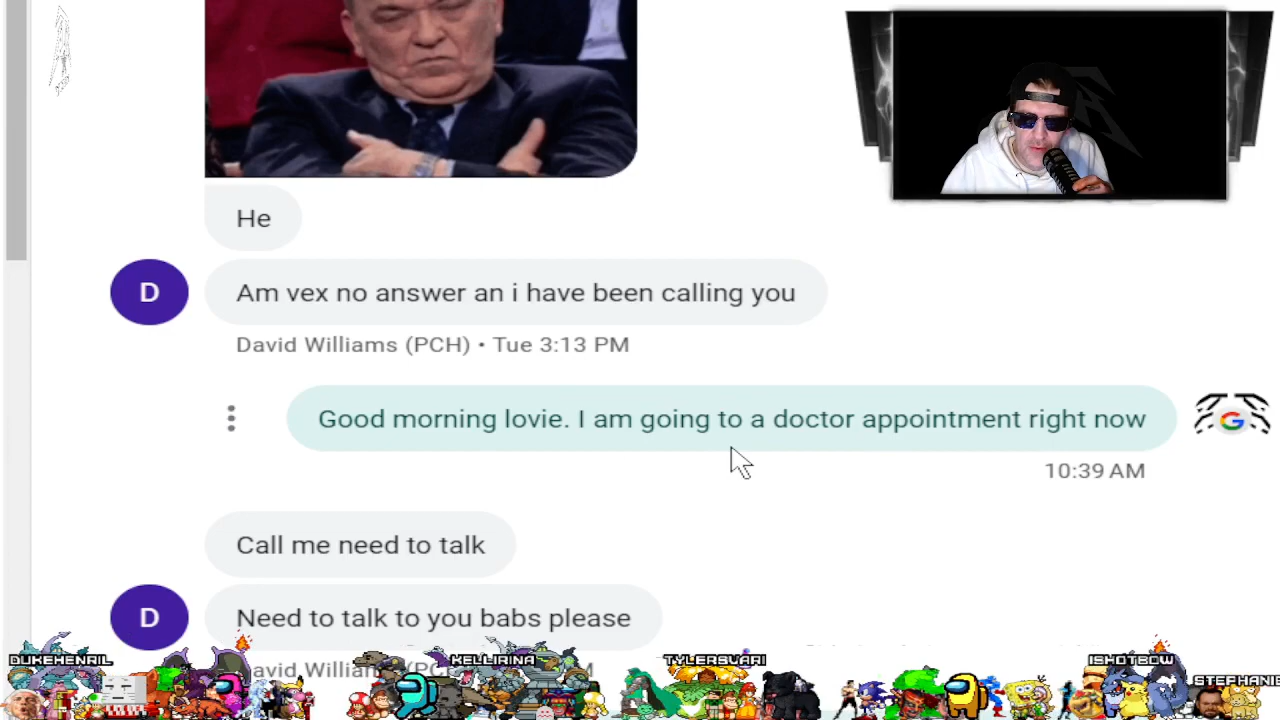 He
D
Am vex no answer an i have been calling you
David Williams (PCH) • Tue 3:13 PM
Good morning lovie. I am going to a doctor appointment right now
G
10:39 AM
Call me need to talk
D
Need to talk to you babs please
DUKEHENRIL
KELLIRINA
TYLERSVARI
ISHOTBOW
STEPHANIE